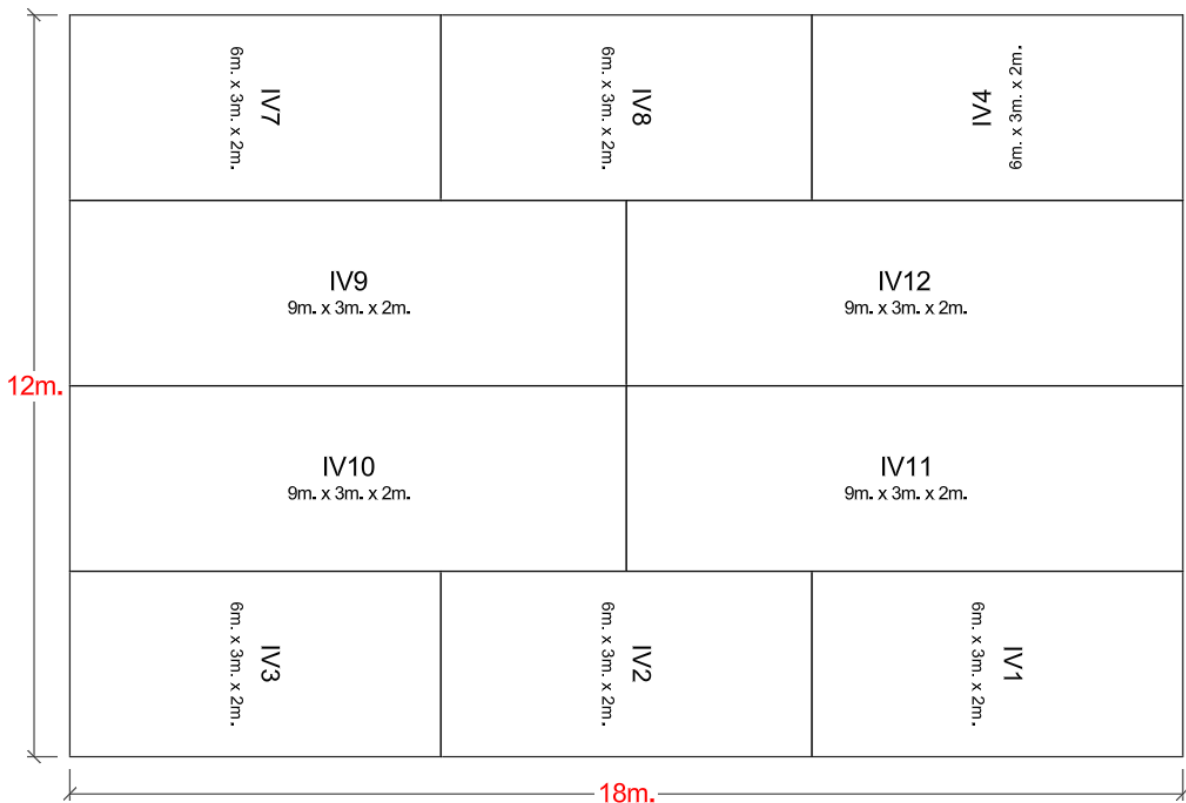 IV7
6m. x 3m. x 2m.
IV8
6m. x 3m. x 2m.
IV4
6m. x 3m. x 2m.
IV9
9m. x 3m. x 2m.
IV12
9m. x 3m. x 2m.
12m.
IV10
9m. x 3m. x 2m.
IV11
9m. x 3m. x 2m.
IV3
6m. x 3m. x 2m.
IV2
6m. x 3m. x 2m.
IV1
6m. x 3m. x 2m.
18m.